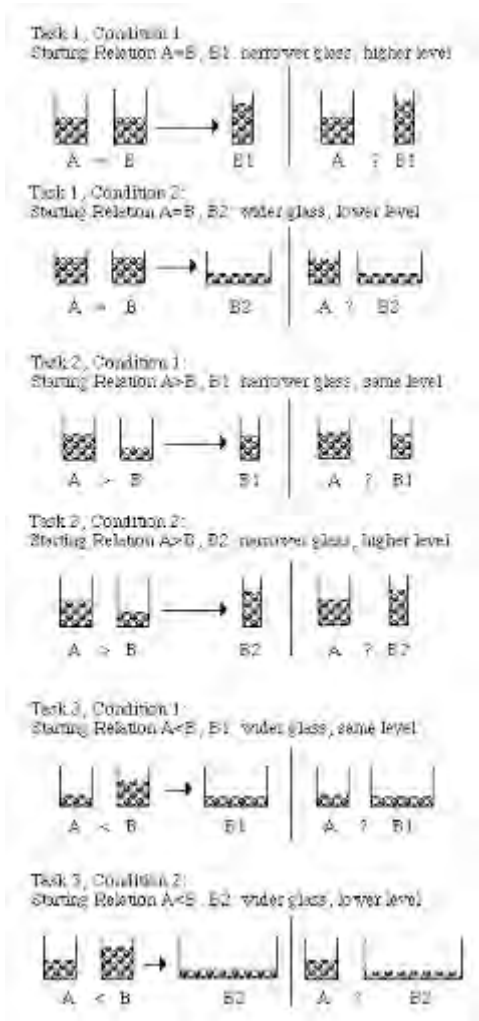 Task 1, Condition 1
Starting Relation A=B, B1 narrower glass, higher level
A = B B1 A ? B1
Task 1, Condition 2:
Starting Relation A=B, B2 wider glass, lower level
A = B B2 A ? B2
Task 2, Condition 1:
Starting Relation A>B, B1 narrower glass, same level
A > B B1 A ? B1
Task 2, Condition 2:
Starting Relation A>B, B2 narrower glass, higher level
A > B B2 A ? B2
Task 3, Condition 1
Starting Relation A<B, B1 wider glass, same level
A < B B1 A ? B1
Task 3, Condition 2:
Starting Relation A<B, B2 wider glass, lower level
A < B B2 A ? B2